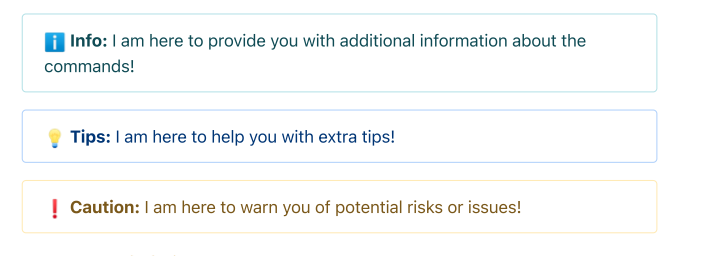 ℹ️ Info: I am here to provide you with additional information about the
commands!
💡 Tips: I am here to help you with extra tips!
❗ Caution: I am here to warn you of potential risks or issues!